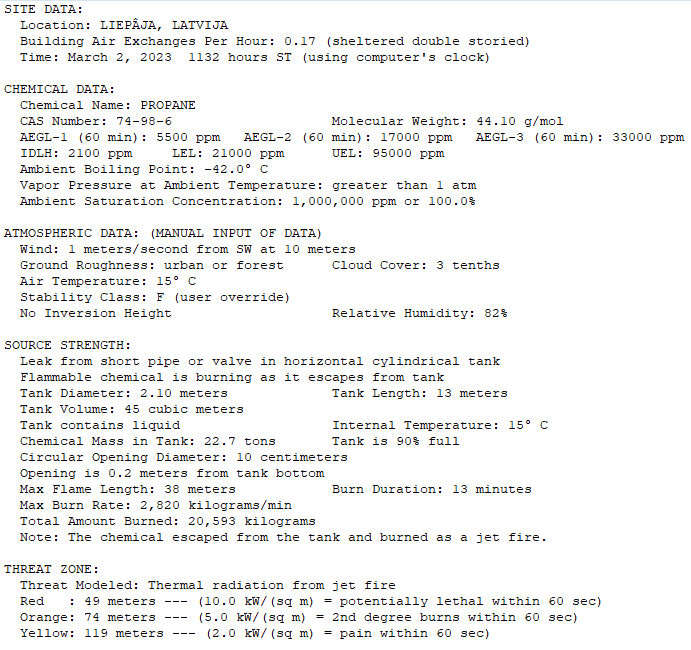 SITE DATA:
Location: LIEPÂJA, LATVIJA
Building Air Exchanges Per Hour: 0.17 (sheltered double storied)
Time: March 2, 2023  1132 hours ST (using computer's clock)
CHEMICAL DATA:
Chemical Name: PROPANE
CAS Number: 74-98-6                    Molecular Weight: 44.10 g/mol
AEGL-1 (60 min): 5500 ppm   AEGL-2 (60 min): 17000 ppm   AEGL-3 (60 min): 33000 ppm
IDLH: 2100 ppm     LEL: 21000 ppm      UEL: 95000 ppm
Ambient Boiling Point: -42.0° C
Vapor Pressure at Ambient Temperature: greater than 1 atm
Ambient Saturation Concentration: 1,000,000 ppm or 100.0%
ATMOSPHERIC DATA: (MANUAL INPUT OF DATA)
Wind: 1 meters/second from SW at 10 meters
Ground Roughness: urban or forest      Cloud Cover: 3 tenths
Air Temperature: 15° C
Stability Class: F (user override)
No Inversion Height                    Relative Humidity: 82%
SOURCE STRENGTH:
Leak from short pipe or valve in horizontal cylindrical tank
Flammable chemical is burning as it escapes from tank
Tank Diameter: 2.10 meters             Tank Length: 13 meters
Tank Volume: 45 cubic meters
Tank contains liquid                   Internal Temperature: 15° C
Chemical Mass in Tank: 22.7 tons       Tank is 90% full
Circular Opening Diameter: 10 centimeters
Opening is 0.2 meters from tank bottom
Max Flame Length: 38 meters            Burn Duration: 13 minutes
Max Burn Rate: 2,820 kilograms/min
Total Amount Burned: 20,593 kilograms
Note: The chemical escaped from the tank and burned as a jet fire.
THREAT ZONE:
Threat Modeled: Thermal radiation from jet fire
Red   : 49 meters --- (10.0 kW/(sq m) = potentially lethal within 60 sec)
Orange: 74 meters --- (5.0 kW/(sq m) = 2nd degree burns within 60 sec)
Yellow: 119 meters --- (2.0 kW/(sq m) = pain within 60 sec)